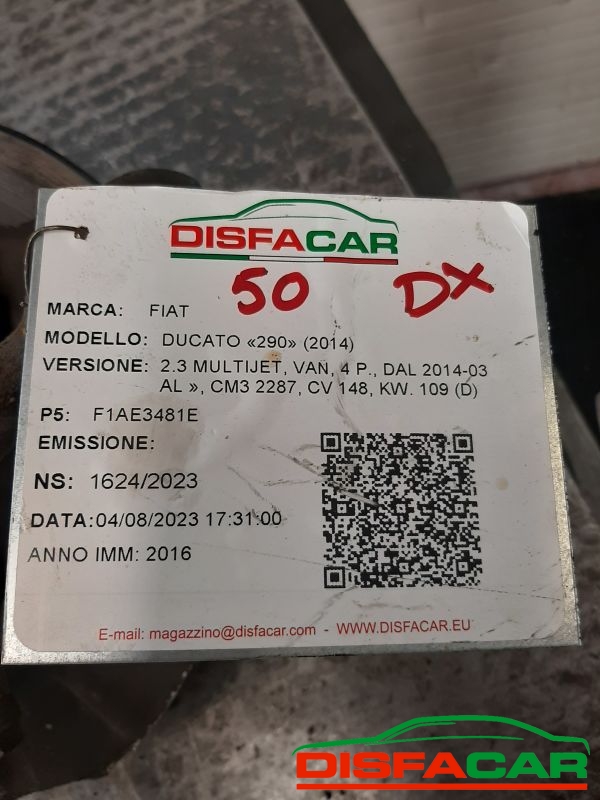 DISFACAR
50 DX
MARCA: FIAT
MODELLO: DUCATO «290» (2014)
VERSIONE: 2.3 MULTIJET, VAN, 4 P., DAL 2014-03
AL », CM3 2287, CV 148, KW. 109 (D)
P5: F1AE3481E
EMISSIONE:
NS: 1624/2023
DATA:04/08/2023 17:31:00
ANNO IMM: 2016
E-mail: magazzino@disfacar.com - WWW.DISFACAR.EU
DISFACAR